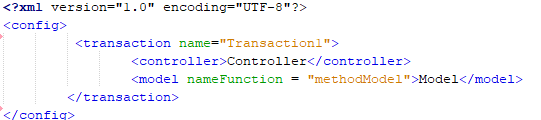 <?xml version="1.0" encoding="UTF-8"?>
<config>
<transaction name="Transaction1">
<controller>Controller</controller>
<model nameFunction = "methodModel">Model</model>
</transaction>
</config>